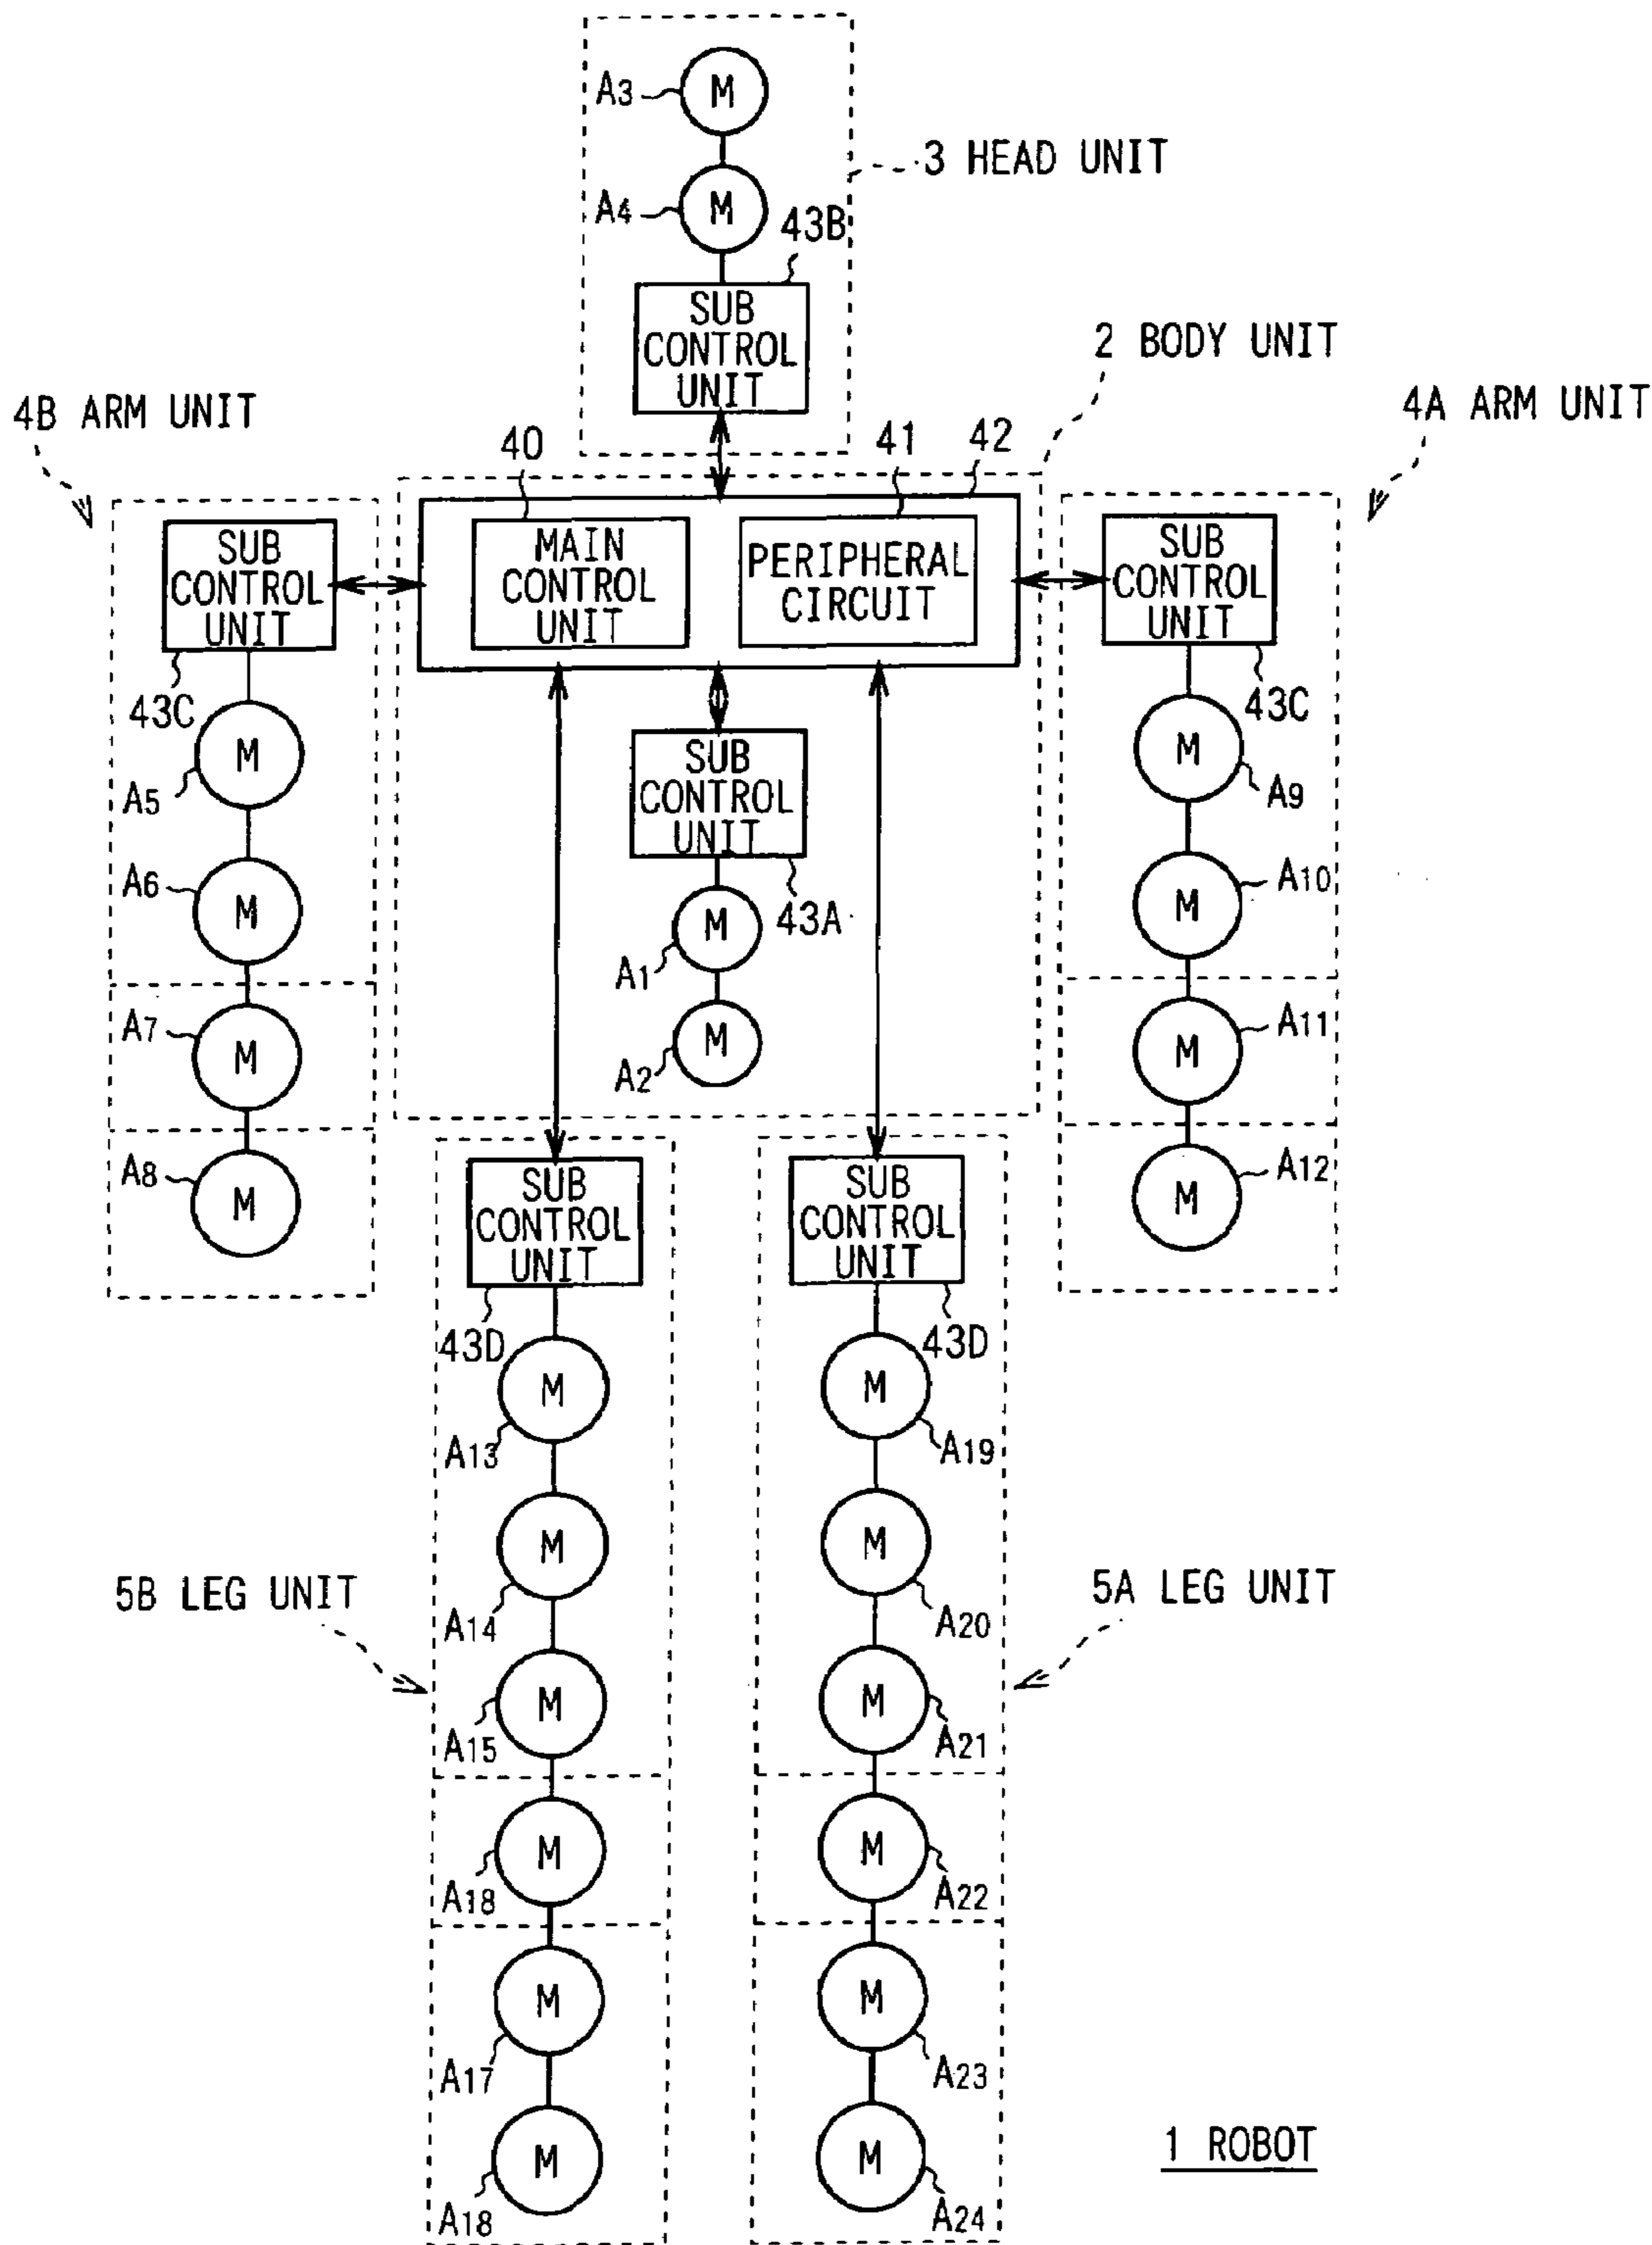 A3
M
3 HEAD UNIT
A4
M
43B
SUB
CONTROL
UNIT
2 BODY UNIT
4B ARM UNIT
4A ARM UNIT
40
41
42
SUB
CONTROL
UNIT
MAIN
CONTROL
UNIT
PERIPHERAL
CIRCUIT
SUB
CONTROL
UNIT
43C
43C
SUB
CONTROL
UNIT
43A
M
A5
M
A9
A6
M
M
A1
M
A10
A7
M
M
A2
M
A11
A8
M
M
A12
SUB
CONTROL
UNIT
SUB
CONTROL
UNIT
43D
43D
M
A13
M
A19
M
A14
M
A20
5B LEG UNIT
5A LEG UNIT
M
A15
M
A21
M
A18
M
A22
M
A17
M
A23
M
A18
M
A24
1 ROBOT